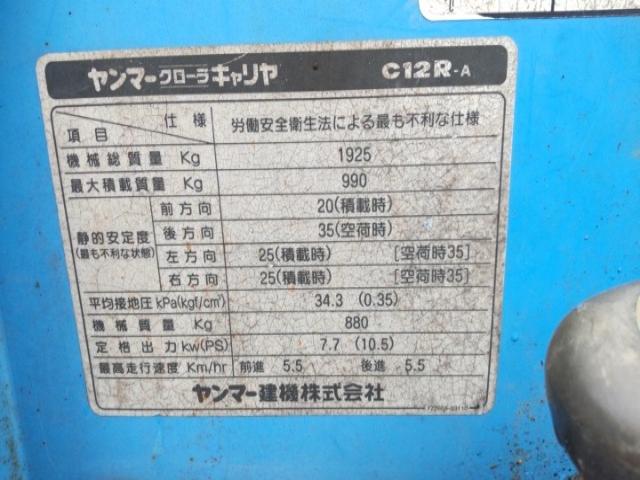 ヤンマークローラキャリヤ C12R-A
仕様 労働安全衛生法による最も不利な仕様
項目
機械総質量 Kg 1925
最大積載質量 Kg 990
前方向 20(積載時)
静的安定度 後方向 35(空荷時)
(最も不利な状態) 左方向 25(積載時) [空荷時35]
右方向 25(積載時) [空荷時35]
平均接地圧 kPa(kgf/cm²) 34.3 (0.35)
機械質量 Kg 880
定格出力 kw(PS) 7.7 (10.5)
最高走行速度 Km/hr 前進 5.5 後進 5.5
ヤンマー建機株式会社